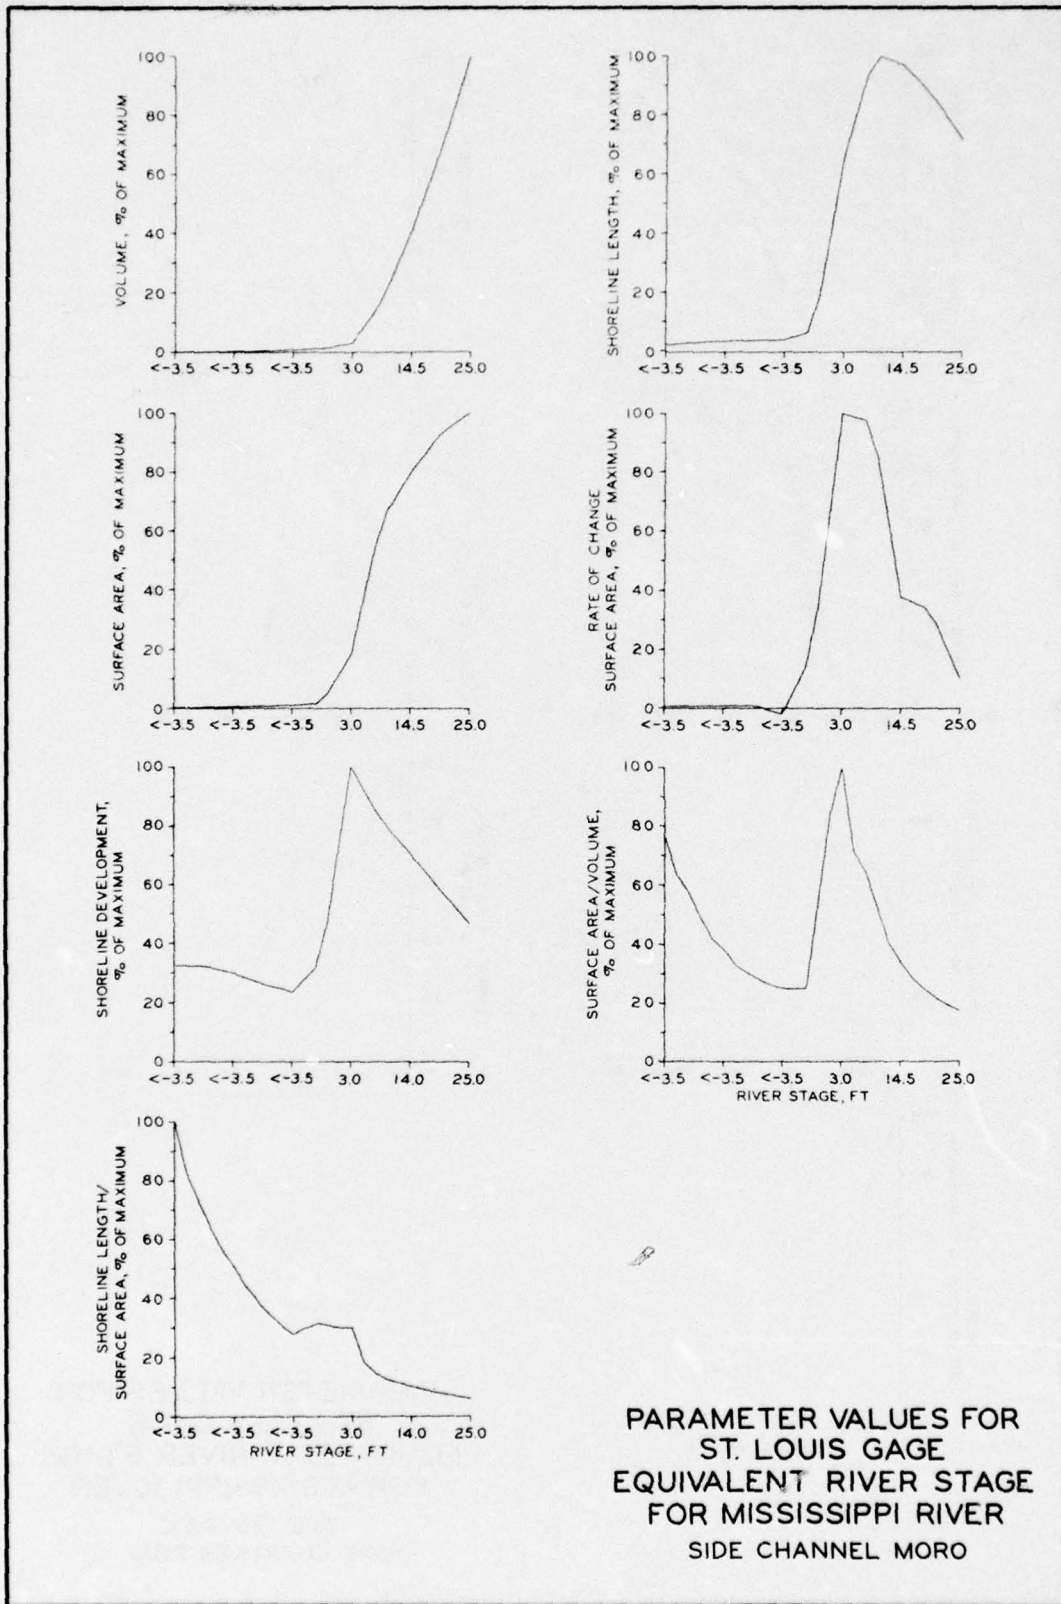 VOLUME, % OF MAXIMUM
100
80
60
40
20
0
<-3.5 <-3.5 <-3.5 3.0 14.5 25.0
SHORELINE LENGTH, % OF MAXIMUM
100
80
60
40
20
0
<-3.5 <-3.5 <-3.5 3.0 14.5 25.0
SURFACE AREA, % OF MAXIMUM
100
80
60
40
20
0
<-3.5 <-3.5 <-3.5 3.0 14.5 25.0
RATE OF CHANGE
SURFACE AREA, % OF MAXIMUM
100
80
60
40
20
0
<-3.5 <-3.5 <-3.5 3.0 14.5 25.0
SHORELINE DEVELOPMENT,
% OF MAXIMUM
100
80
60
40
20
0
<-3.5 <-3.5 <-3.5 3.0 14.0 25.0
SURFACE AREA/VOLUME,
% OF MAXIMUM
100
80
60
40
20
0
<-3.5 <-3.5 <-3.5 3.0 14.5 25.0
RIVER STAGE, FT
SHORELINE LENGTH/
SURFACE AREA, % OF MAXIMUM
100
80
60
40
20
0
<-3.5 <-3.5 <-3.5 3.0 14.5 25.0
RIVER STAGE, FT
PARAMETER VALUES FOR
ST. LOUIS GAGE
EQUIVALENT RIVER STAGE
FOR MISSISSIPPI RIVER
SIDE CHANNEL MORO